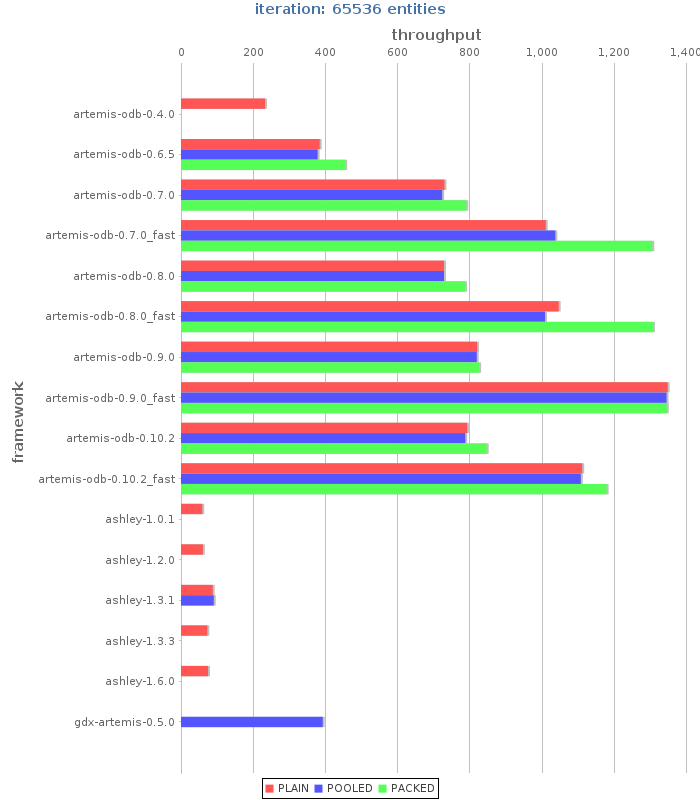 iteration: 65536 entities
throughput
0 200 400 600 800 1,000 1,200 1,400
framework
artemis-odb-0.4.0
artemis-odb-0.6.5
artemis-odb-0.7.0
artemis-odb-0.7.0_fast
artemis-odb-0.8.0
artemis-odb-0.8.0_fast
artemis-odb-0.9.0
artemis-odb-0.9.0_fast
artemis-odb-0.10.2
artemis-odb-0.10.2_fast
ashley-1.0.1
ashley-1.2.0
ashley-1.3.1
ashley-1.3.3
ashley-1.6.0
gdx-artemis-0.5.0
PLAIN POOLED PACKED